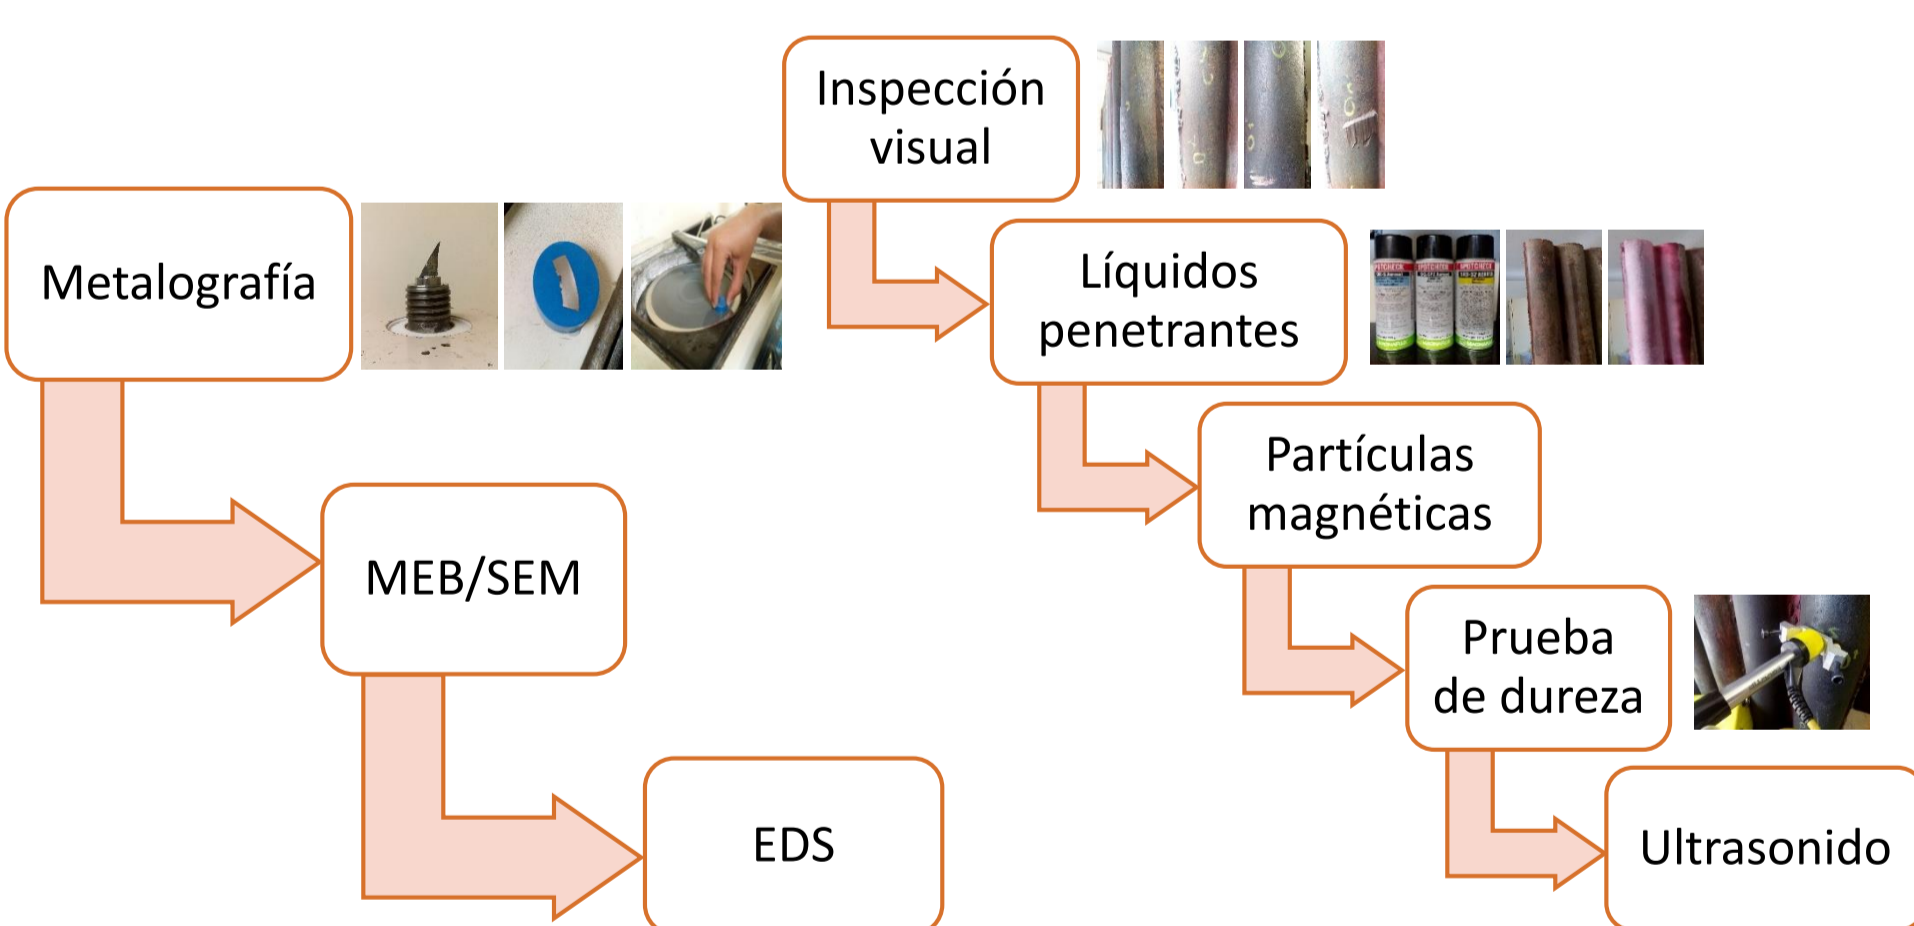 Inspección
visual
Metalografía
Líquidos
penetrantes
Partículas
magnéticas
MEB/SEM
Prueba
de dureza
EDS
Ultrasonido